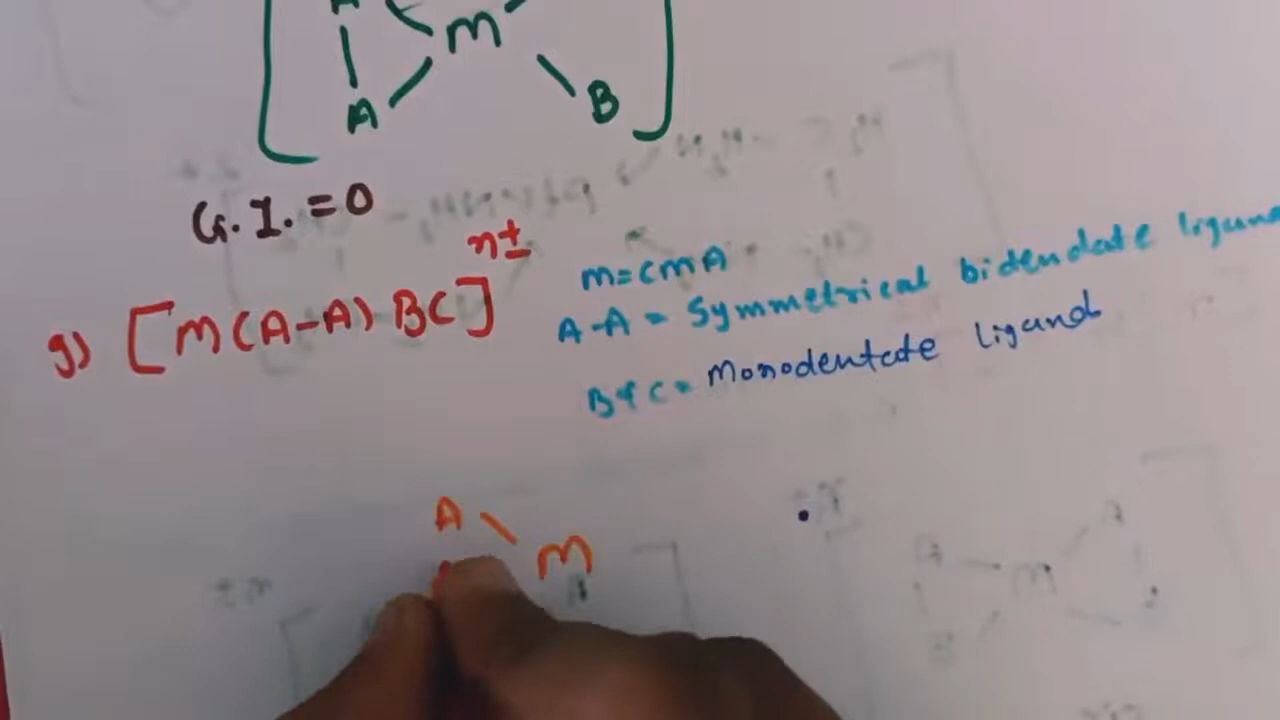 A M
A B
G.I. = 0
g) [M(A-A) BC]n±
M=CMA
A-A = Symmetrical bidendate ligand
B & C = Monodentate ligand
A M